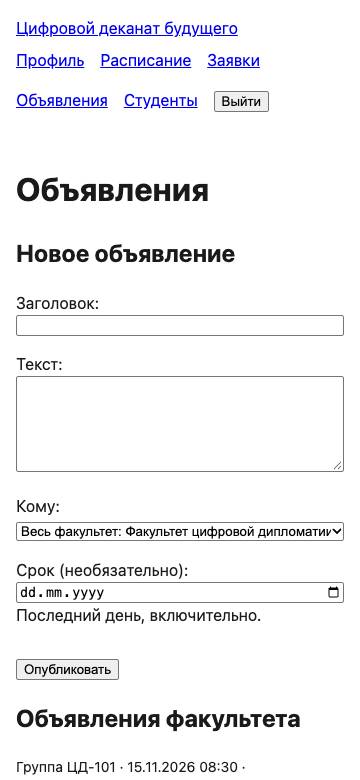 Цифровой деканат будущего
Профиль Расписание Заявки
Объявления Студенты Выйти
Объявления
Новое объявление
Заголовок:
Текст:
Кому:
Весь факультет: Факультет цифровой дипломатии
Срок (необязательно):
dd.mm.yyyy
Последний день, включительно.
Опубликовать
Объявления факультета
Группа ЦД-101 · 15.11.2026 08:30 ·